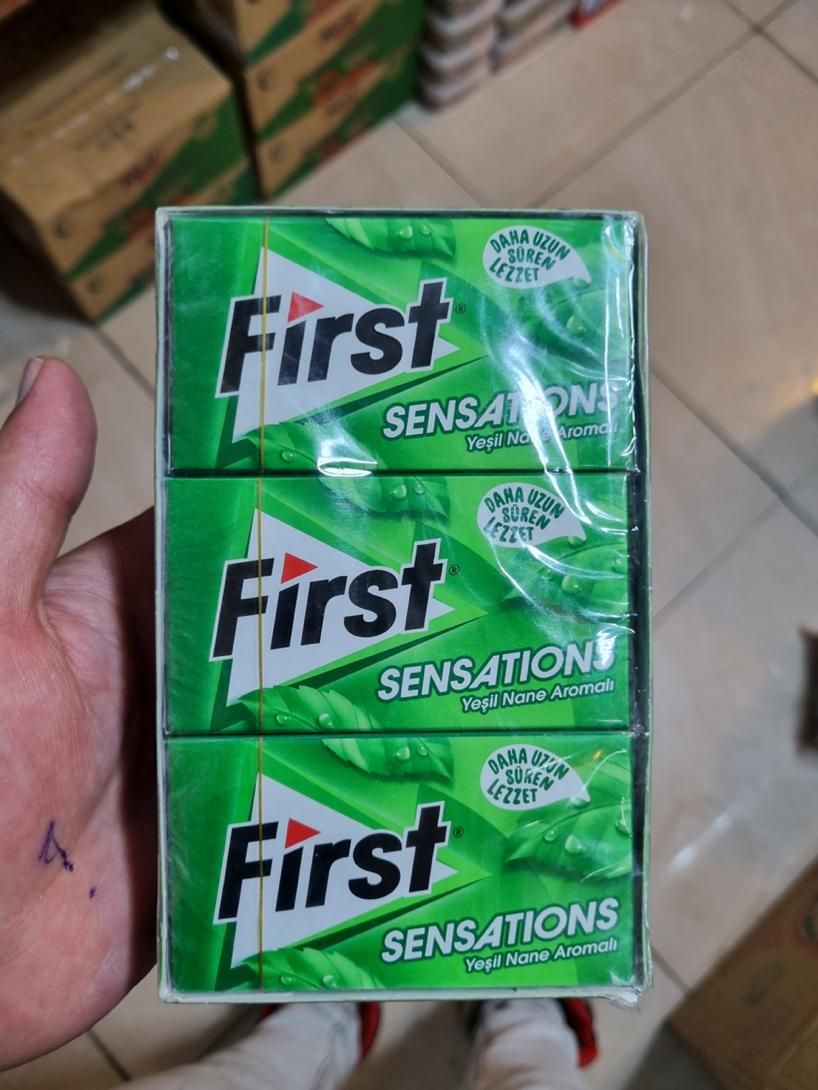 DAHA UZUN
SÜREN
LEZZET
First®
SENSATIONS
Yeşil Nane Aromalı
DAHA UZUN
SÜREN
LEZZET
First®
SENSATIONS
Yeşil Nane Aromalı
DAHA UZUN
SÜREN
LEZZET
First®
SENSATIONS
Yeşil Nane Aromalı